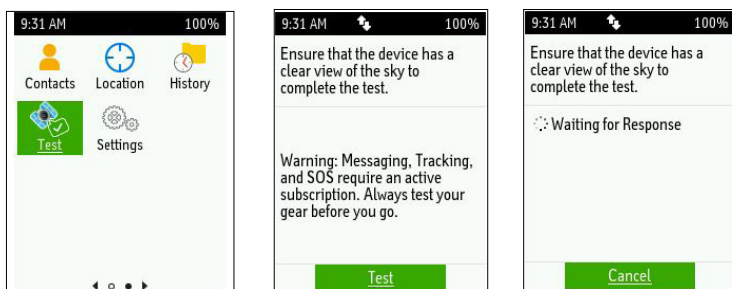 9:31 AM 100%
Contacts Location History
Test Settings
9:31 AM 100%
Ensure that the device has a
clear view of the sky to
complete the test.
Warning: Messaging, Tracking,
and SOS require an active
subscription. Always test your
gear before you go.
Test
9:31 AM 100%
Ensure that the device has a
clear view of the sky to
complete the test.
Waiting for Response
Cancel